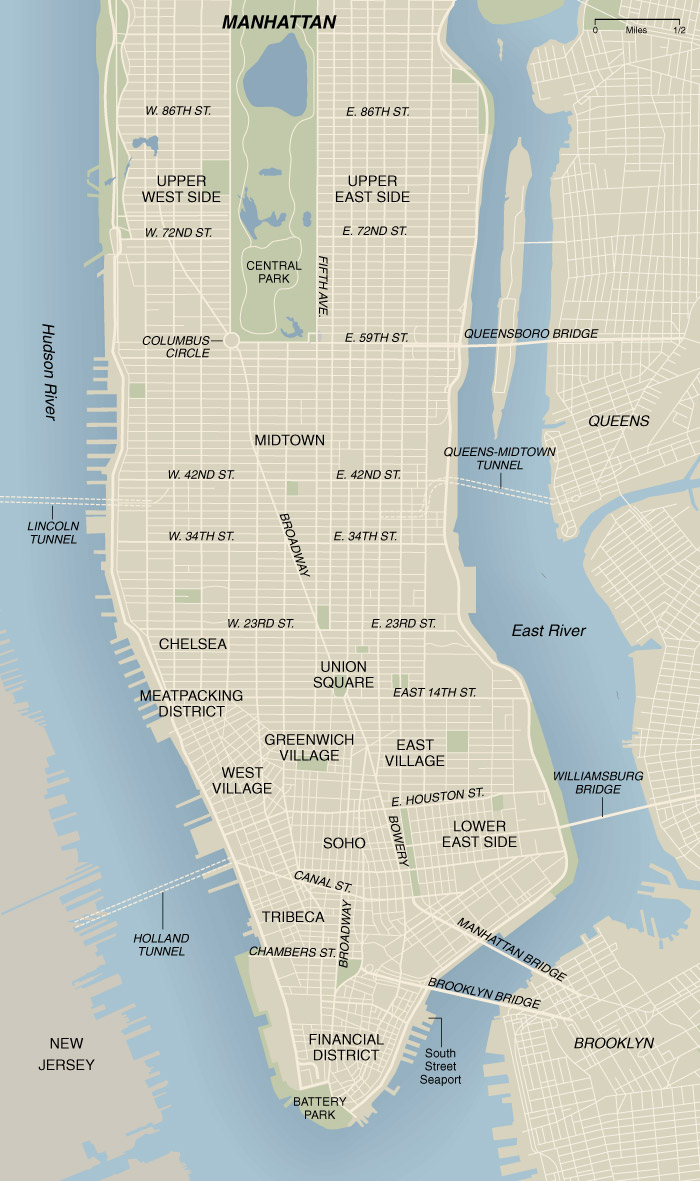 MANHATTAN
0 Miles 1/2
W. 86TH ST.
E. 86TH ST.
UPPER
WEST SIDE
UPPER
EAST SIDE
W. 72ND ST.
E. 72ND ST.
CENTRAL
PARK
FIFTH AVE.
COLUMBUS
CIRCLE
E. 59TH ST.
QUEENSBORO BRIDGE
Hudson River
QUEENS
MIDTOWN
QUEENS-MIDTOWN
TUNNEL
W. 42ND ST.
E. 42ND ST.
LINCOLN
TUNNEL
BROADWAY
W. 34TH ST.
E. 34TH ST.
W. 23RD ST.
E. 23RD ST.
East River
CHELSEA
UNION
SQUARE
MEATPACKING
DISTRICT
EAST 14TH ST.
GREENWICH
VILLAGE
EAST
VILLAGE
WEST
VILLAGE
WILLIAMSBURG
BRIDGE
E. HOUSTON ST.
BOWERY
LOWER
EAST SIDE
SOHO
CANAL ST.
TRIBECA
BROADWAY
MANHATTAN BRIDGE
HOLLAND
TUNNEL
CHAMBERS ST.
BROOKLYN BRIDGE
NEW
JERSEY
FINANCIAL
DISTRICT
South
Street
Seaport
BROOKLYN
BATTERY
PARK